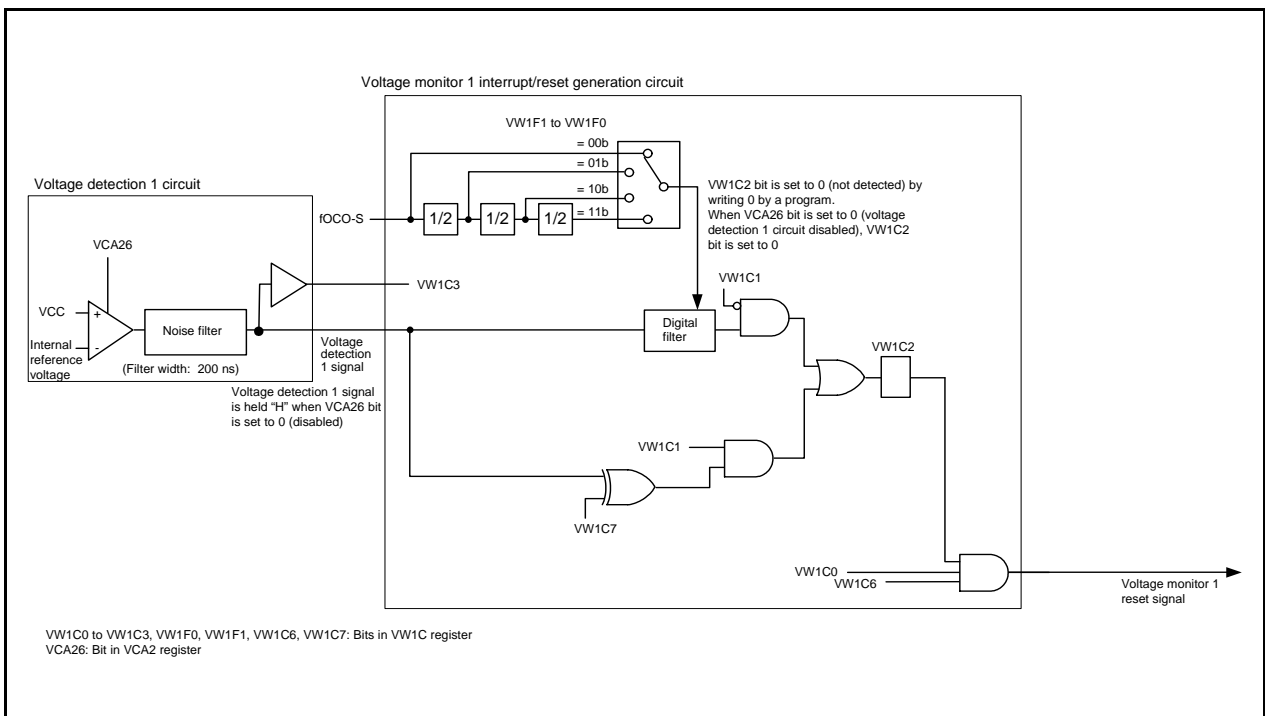 Voltage monitor 1 interrupt/reset generation circuit
VW1F1 to VW1F0
= 00b
= 01b
= 10b
= 11b
fOCO-S
1/2
1/2
1/2
VW1C2 bit is set to 0 (not detected) by
writing 0 by a program.
When VCA26 bit is set to 0 (voltage
detection 1 circuit disabled), VW1C2
bit is set to 0
Voltage detection 1 circuit
VCA26
VCC
+
-
Internal
reference
voltage
Noise filter
(Filter width: 200 ns)
VW1C3
Voltage
detection
1 signal
Voltage detection 1 signal
is held “H” when VCA26 bit
is set to 0 (disabled)
Digital
filter
VW1C1
VW1C2
VW1C1
VW1C7
VW1C0
VW1C6
Voltage monitor 1
reset signal
VW1C0 to VW1C3, VW1F0, VW1F1, VW1C6, VW1C7: Bits in VW1C register
VCA26: Bit in VCA2 register